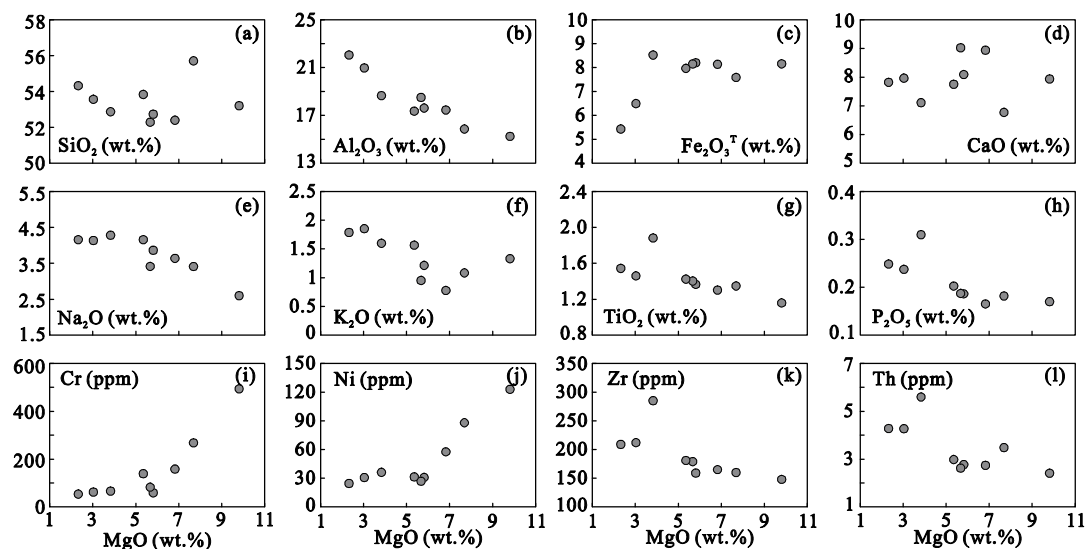 58 (a)
56
54
52
50 SiO₂ (wt.%)
25 (b)
22
19
17
15
13 Al₂O₃ (wt.%)
10 (c)
9
8
7
6
5
4 Fe₂O₃ᵀ (wt.%)
11 (d)
10
9
8
7
6
5 CaO (wt.%)
5.5 (e)
4.5
3.5
2.5
1.5 Na₂O (wt.%)
2.5 (f)
2
1.5
1
0.5
0 K₂O (wt.%)
2.4 (g)
2.0
1.6
1.2
0.8 TiO₂ (wt.%)
0.4 (h)
0.3
0.2
0.1 P₂O₅ (wt.%)
600 Cr (ppm) (i)
400
200
0
1 3 5 7 9 11
MgO (wt.%)
150 Ni (ppm) (j)
120
90
60
30
0
1 3 5 7 9 11
MgO (wt.%)
350 Zr (ppm) (k)
300
250
200
150
100
1 3 5 7 9 11
MgO (wt.%)
7 Th (ppm) (l)
5
3
1
1 3 5 7 9 11
MgO (wt.%)